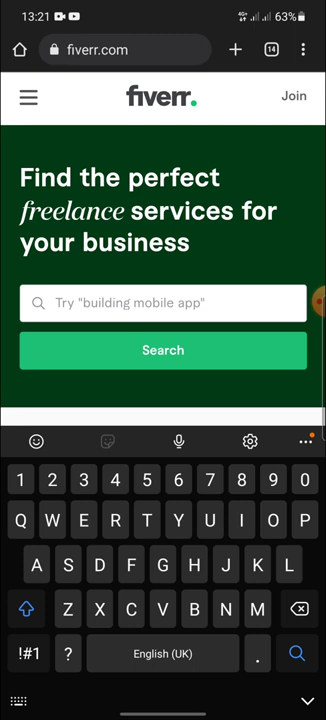 13:21 4G+ 63%
fiverr.com 14
fiverr. Join
Find the perfect
freelance services for
your business
Try "building mobile app"
Search
1 2 3 4 5 6 7 8 9 0
Q W E R T Y U I O P
A S D F G H J K L
Z X C V B N M
!#1 ? English (UK) .